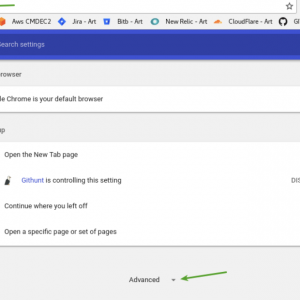 Aws CMDEC2 Jira - Art Bitb - Art New Relic - Art CloudFlare - Art
Search settings
rowser
le Chrome is your default browser
up
Open the New Tab page
Githunt is controlling this setting DIS
Continue where you left off
Open a specific page or set of pages
Advanced